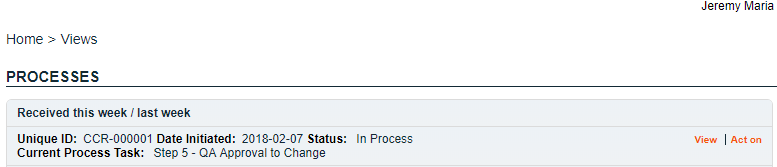 Jeremy Maria
Home > Views
PROCESSES
Received this week / last week
Unique ID: CCR-000001 Date Initiated: 2018-02-07 Status: In Process View | Act on
Current Process Task: Step 5 - QA Approval to Change